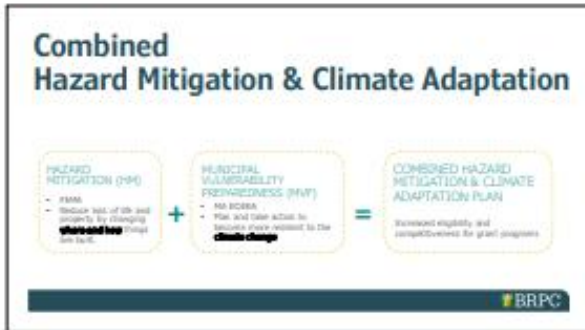 Combined
Hazard Mitigation & Climate Adaptation
HAZARD
MITIGATION (HM)
• FEMA
• Reduce loss of life and
property by changing
where and how things
are built.
+
MUNICIPAL
VULNERABILITY
PREPAREDNESS (MVP)
• MA EOEEA
• Plan and take action to
become more resilient to the
climate change
=
COMBINED HAZARD
MITIGATION & CLIMATE
ADAPTATION PLAN
Increased eligibility and
competitiveness for grant programs
BRPC